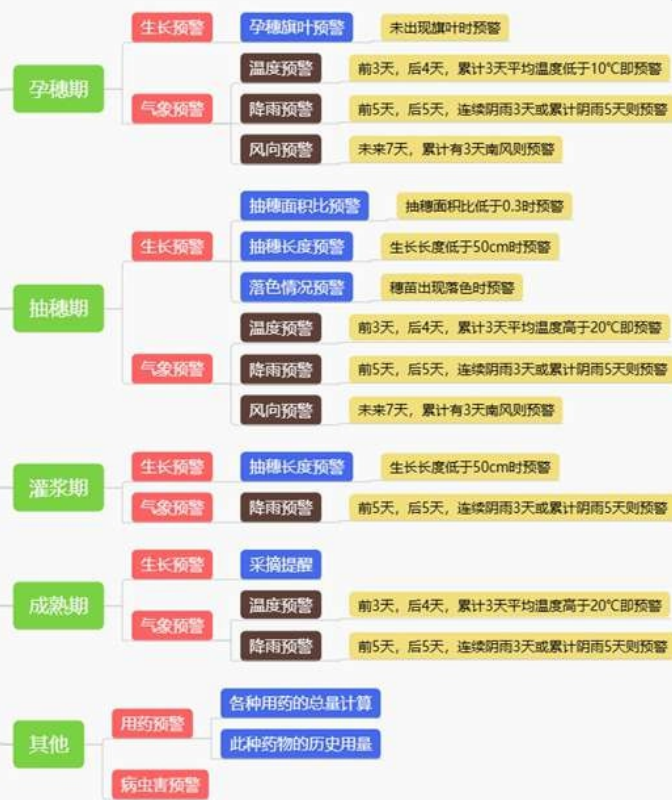 孕穗期
生长预警
孕穗旗叶预警
未出现旗叶时预警
气象预警
温度预警
前3天，后4天，累计3天平均温度低于10℃即预警
降雨预警
前5天，后5天，连续阴雨3天或累计阴雨5天则预警
风向预警
未来7天，累计有3天南风则预警
抽穗期
生长预警
抽穗面积比预警
抽穗面积比低于0.3时预警
抽穗长度预警
生长长度低于50cm时预警
落色情况预警
穗苗出现落色时预警
气象预警
温度预警
前3天，后4天，累计3天平均温度高于20℃即预警
降雨预警
前5天，后5天，连续阴雨3天或累计阴雨5天则预警
风向预警
未来7天，累计有3天南风则预警
灌浆期
生长预警
抽穗长度预警
生长长度低于50cm时预警
气象预警
降雨预警
前5天，后5天，连续阴雨3天或累计阴雨5天则预警
成熟期
生长预警
采摘提醒
气象预警
温度预警
前3天，后4天，累计3天平均温度高于20℃即预警
降雨预警
前5天，后5天，连续阴雨3天或累计阴雨5天则预警
其他
用药预警
各种用药的总量计算
此种药物的历史用量
病虫害预警